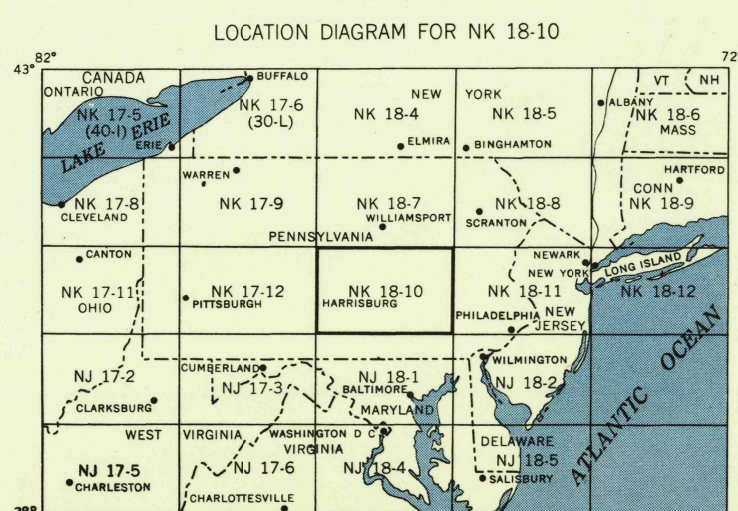 LOCATION DIAGRAM FOR NK 18-10
82°
72
43°
CANADA
ONTARIO
BUFFALO
NEW YORK
VT
NH
NK 17-5
(40-I)
NK 17-6
(30-L)
NK 18-4
NK 18-5
ALBANY
NK 18-6
MASS
LAKE ERIE
ERIE
ELMIRA
BINGHAMTON
WARREN
HARTFORD
CONN
NK 17-8
CLEVELAND
NK 17-9
NK 18-7
WILLIAMSPORT
NK 18-8
SCRANTON
NK 18-9
PENNSYLVANIA
CANTON
NEWARK
NEW YORK
LONG ISLAND
NK 17-11
OHIO
NK 17-12
PITTSBURGH
NK 18-10
HARRISBURG
NK 18-11
NK 18-12
PHILADELPHIA
NEW
JERSEY
ATLANTIC OCEAN
WILMINGTON
CUMBERLAND
NJ 17-2
NJ 17-3
NJ 18-1
BALTIMORE
NJ 18-2
CLARKSBURG
MARYLAND
WEST VIRGINIA
WASHINGTON D C
VIRGINIA
DELAWARE
NJ 17-5
CHARLESTON
NJ 17-6
NJ 18-4
NJ 18-5
SALISBURY
CHARLOTTESVILLE